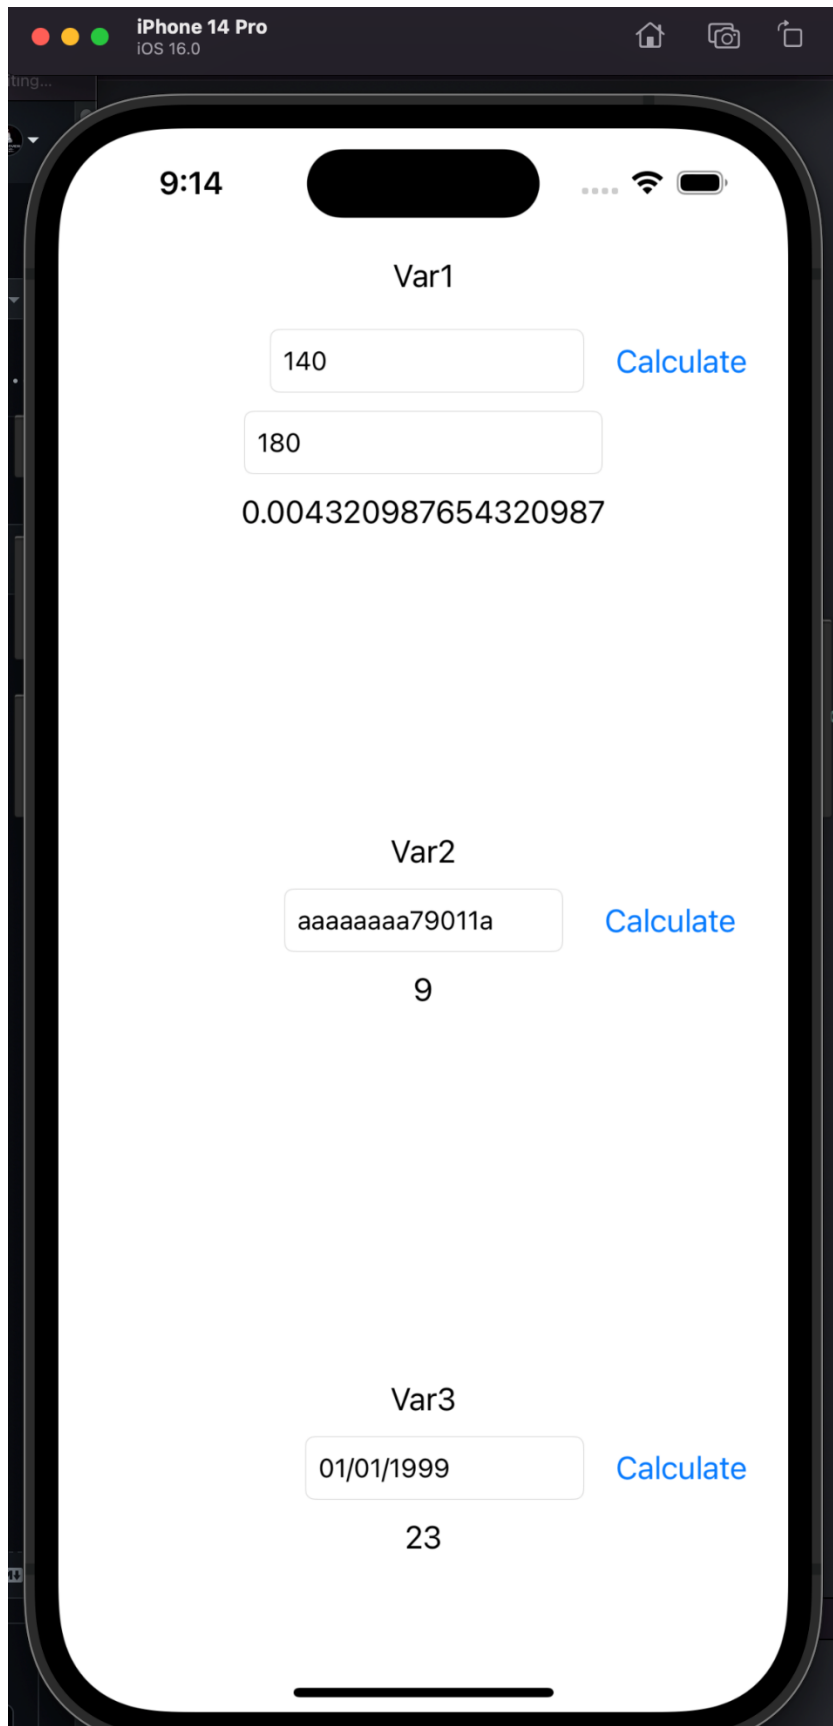 iPhone 14 Pro
iOS 16.0
ting...
9:14
Var1
140
Calculate
180
0.004320987654320987
Var2
aaaaaaaa79011a
Calculate
9
Var3
01/01/1999
Calculate
23